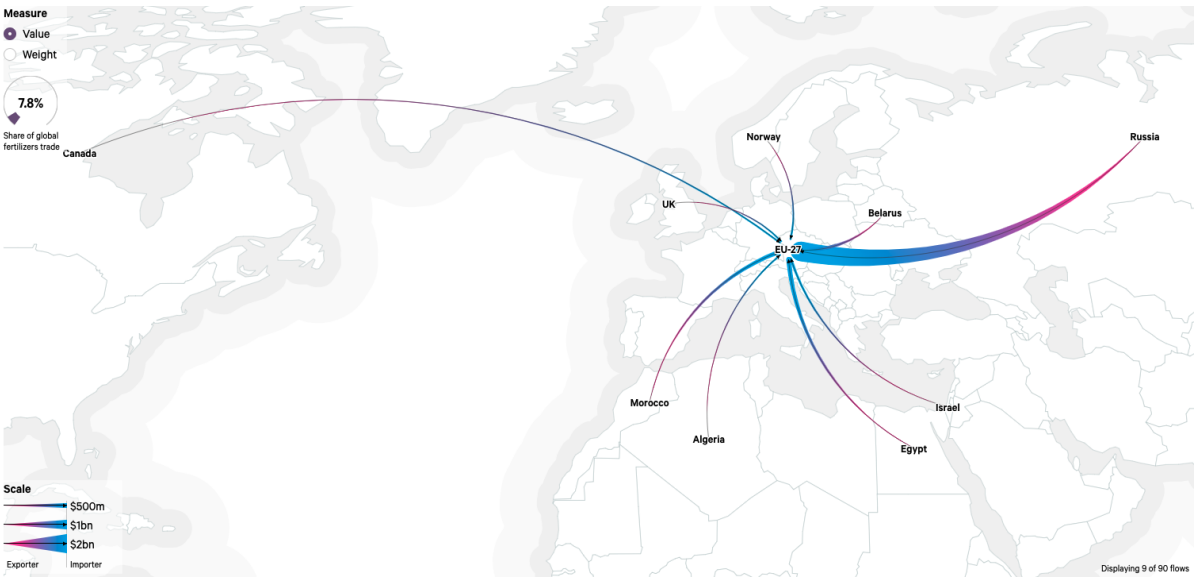 Measure
Value
Weight
7.8%
Share of global
fertilizers trade
Canada
Norway
Russia
UK
Belarus
EU-27
Morocco
Israel
Algeria
Egypt
Scale
$500m
$1bn
$2bn
Exporter
Importer
Displaying 9 of 90 flows